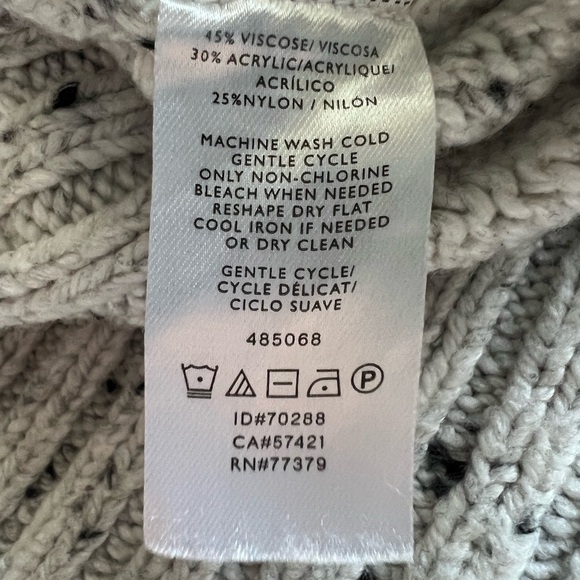 45% VISCOSE/ VISCOSA
30% ACRYLIC/ACRYLIQUE/
ACRÍLICO
25%NYLON / NILÓN
MACHINE WASH COLD
GENTLE CYCLE
ONLY NON-CHLORINE
BLEACH WHEN NEEDED
RESHAPE DRY FLAT
COOL IRON IF NEEDED
OR DRY CLEAN
GENTLE CYCLE/
CYCLE DÉLICAT/
CICLO SUAVE
485068
P
ID#70288
CA#57421
RN#77379